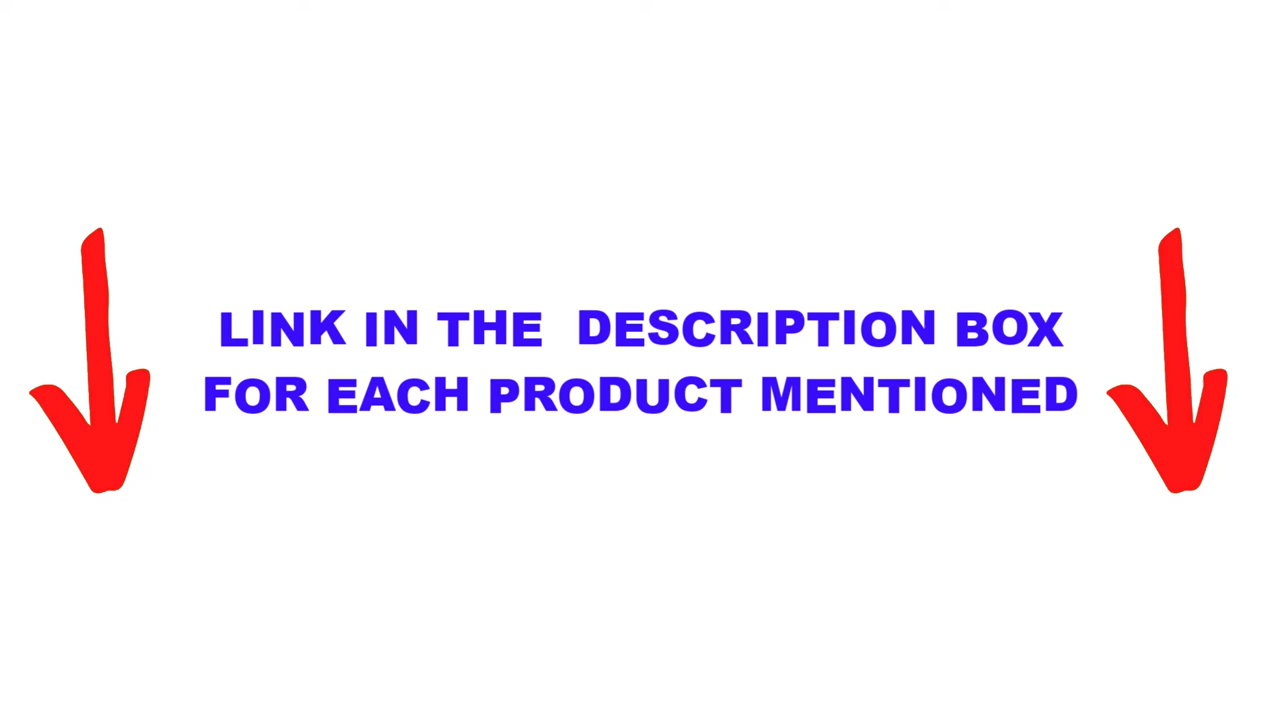 LINK IN THE  DESCRIPTION BOX
FOR EACH PRODUCT MENTIONED